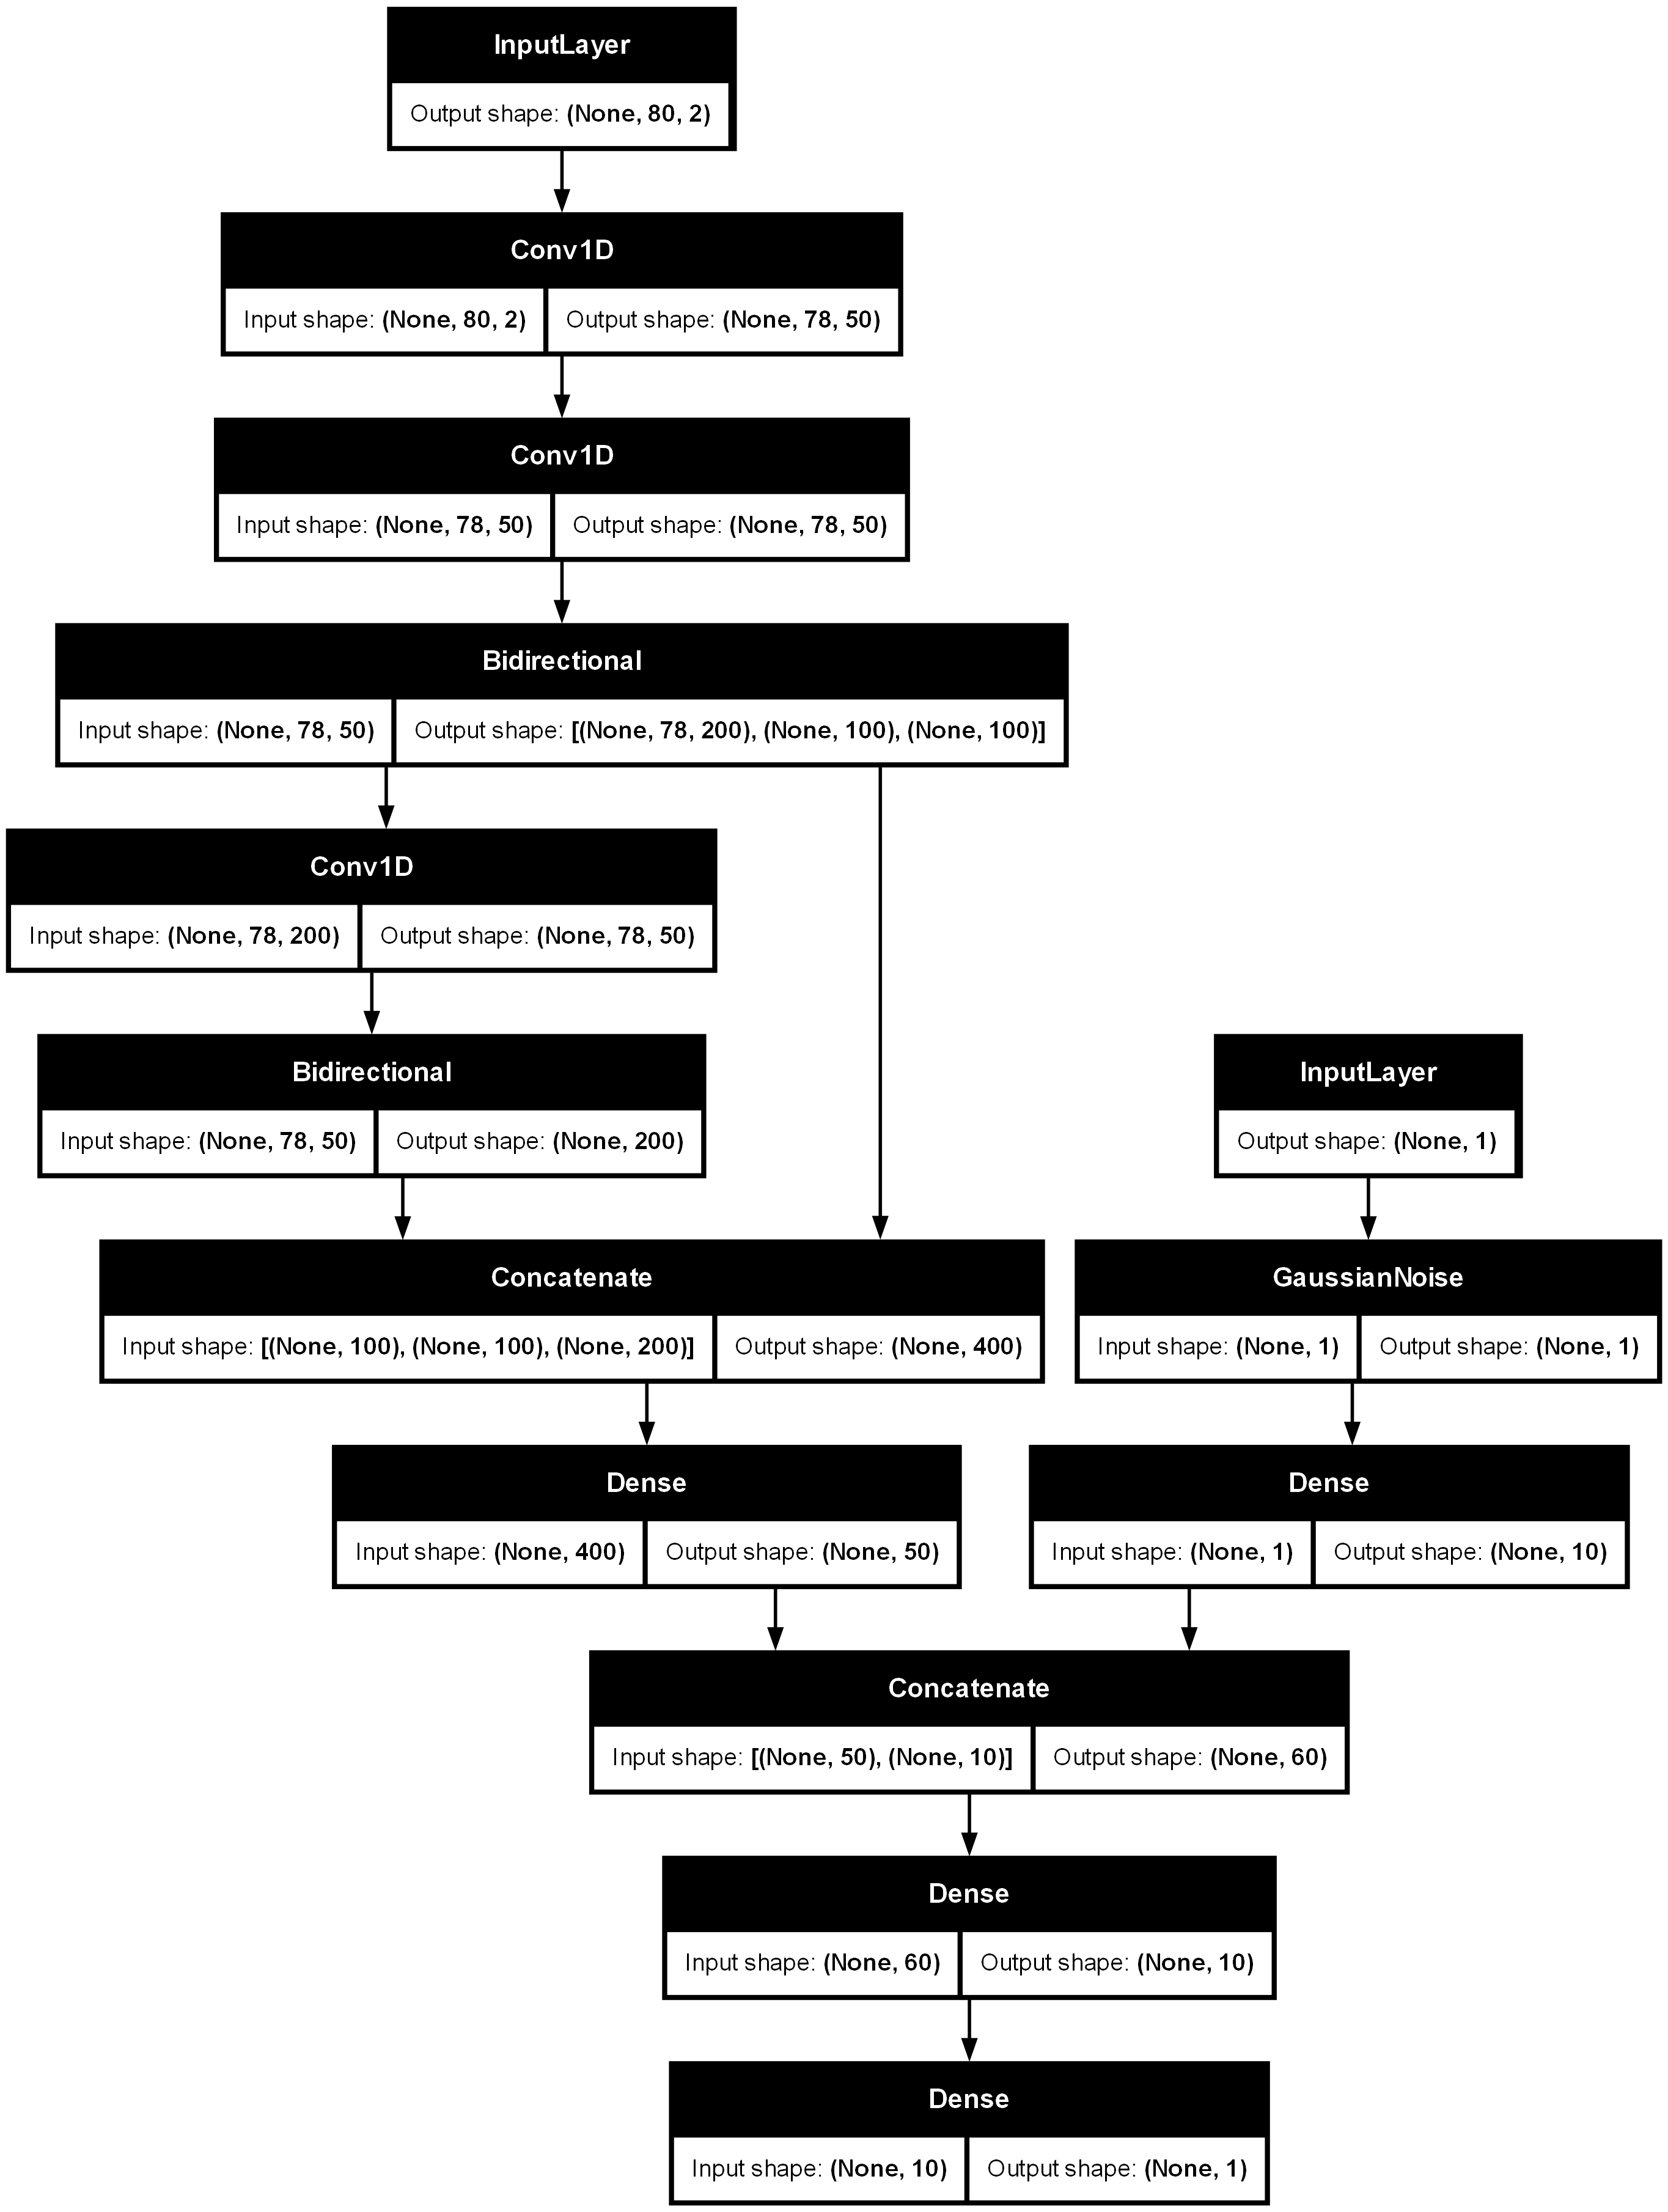 InputLayer
Output shape: (None, 80, 2)
Conv1D
Input shape: (None, 80, 2) Output shape: (None, 78, 50)
Conv1D
Input shape: (None, 78, 50) Output shape: (None, 78, 50)
Bidirectional
Input shape: (None, 78, 50) Output shape: [(None, 78, 200), (None, 100), (None, 100)]
Conv1D
Input shape: (None, 78, 200) Output shape: (None, 78, 50)
Bidirectional
Input shape: (None, 78, 50) Output shape: (None, 200)
InputLayer
Output shape: (None, 1)
Concatenate
Input shape: [(None, 100), (None, 100), (None, 200)] Output shape: (None, 400)
GaussianNoise
Input shape: (None, 1) Output shape: (None, 1)
Dense
Input shape: (None, 400) Output shape: (None, 50)
Dense
Input shape: (None, 1) Output shape: (None, 10)
Concatenate
Input shape: [(None, 50), (None, 10)] Output shape: (None, 60)
Dense
Input shape: (None, 60) Output shape: (None, 10)
Dense
Input shape: (None, 10) Output shape: (None, 1)